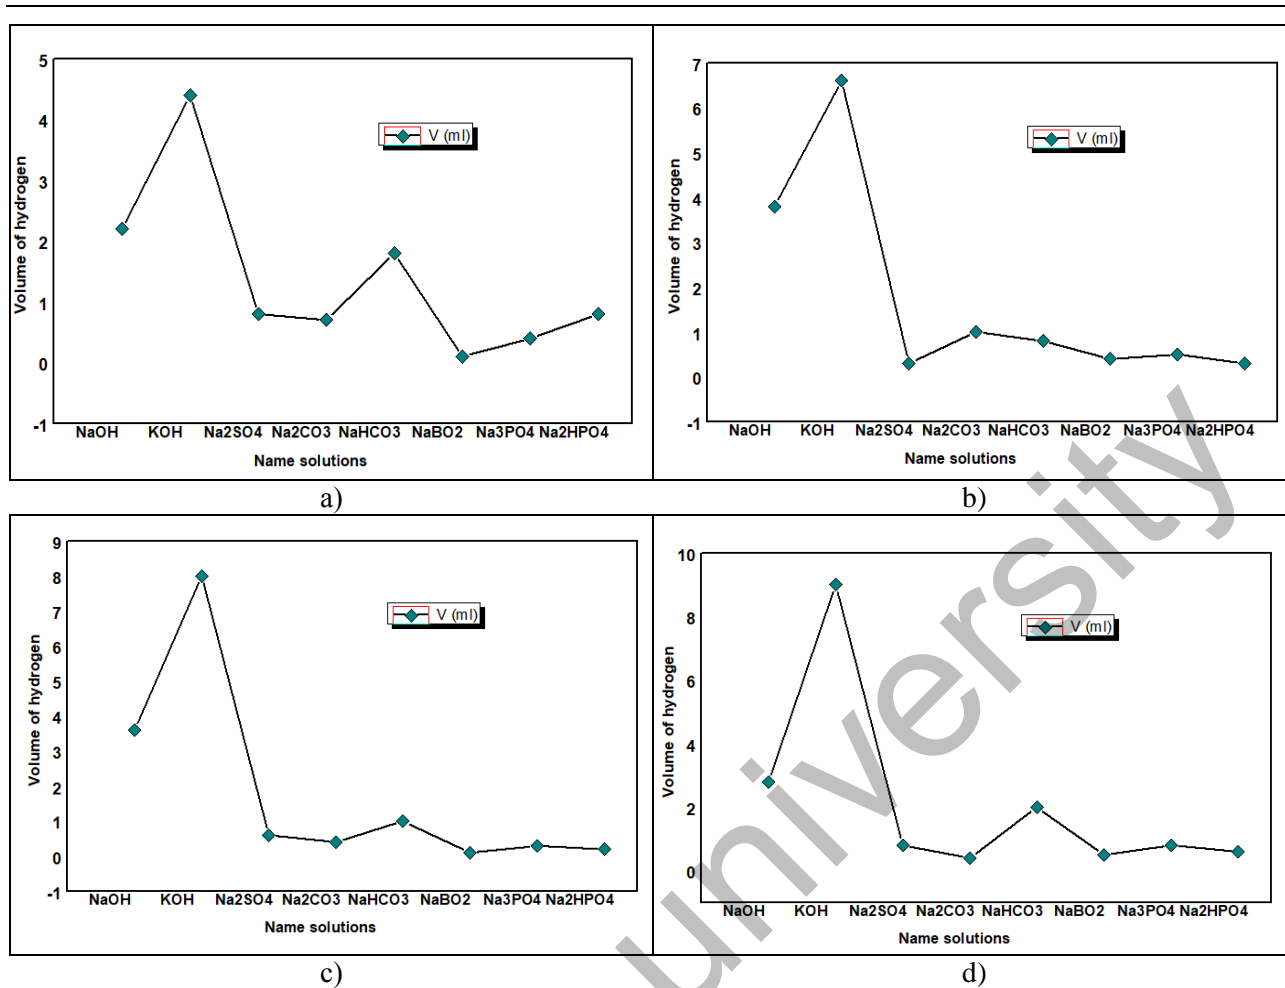 5
4
3
2
1
0
-1
Volume of hydrogen
V (ml)
NaOH KOH Na2SO4 Na2CO3 NaHCO3 NaBO2 Na3PO4 Na2HPO4
Name solutions
a)
7
6
5
4
3
2
1
0
-1
Volume of hydrogen
V (ml)
NaOH KOH Na2SO4 Na2CO3 NaHCO3 NaBO2 Na3PO4 Na2HPO4
Name solutions
b)
9
8
7
6
5
4
3
2
1
0
-1
Volume of hydrogen
V (ml)
NaOH KOH Na2SO4 Na2CO3 NaHCO3 NaBO2 Na3PO4 Na2HPO4
Name solutions
c)
10
8
6
4
2
0
Volume of hydrogen
V (ml)
NaOH KOH Na2SO4 Na2CO3 NaHCO3 NaBO2 Na3PO4 Na2HPO4
Name solutions
d)
university